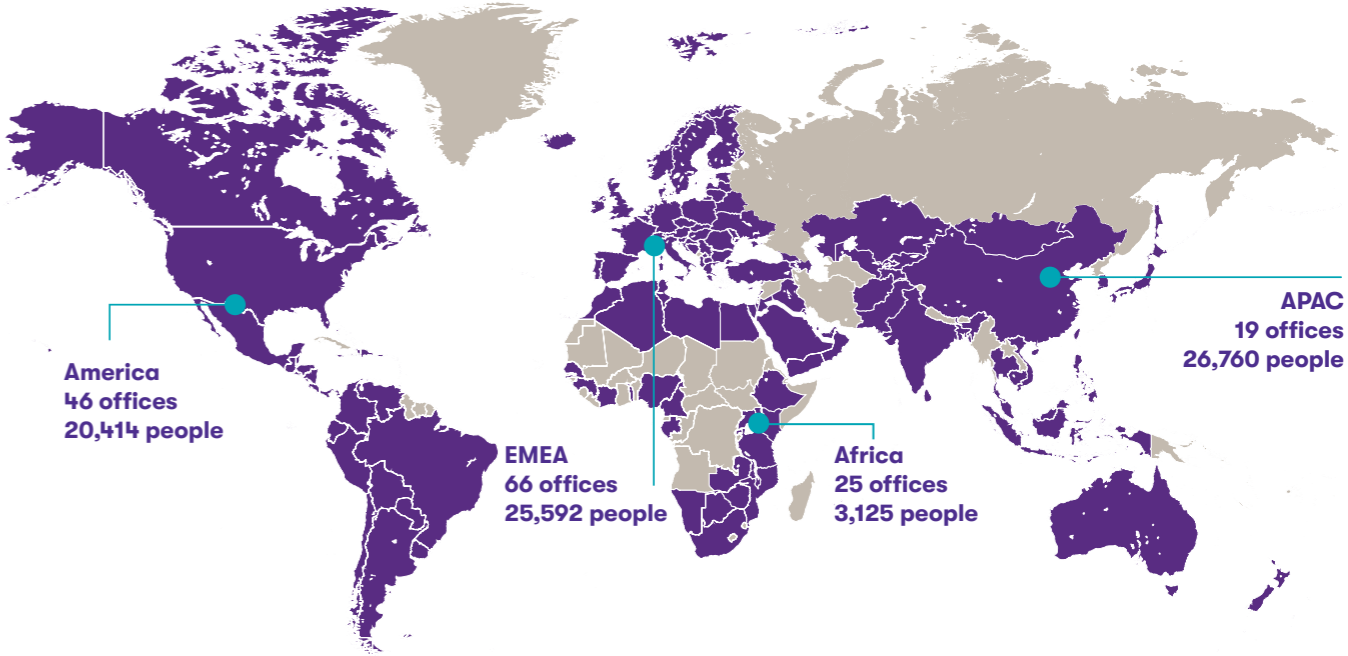 America
46 offices
20,414 people
EMEA
66 offices
25,592 people
Africa
25 offices
3,125 people
APAC
19 offices
26,760 people